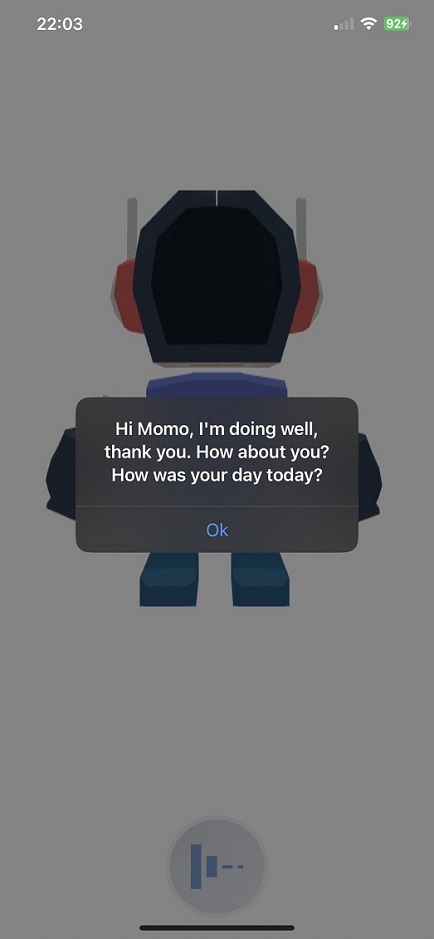 22:03
92
Hi Momo, I'm doing well,
thank you. How about you?
How was your day today?
Ok